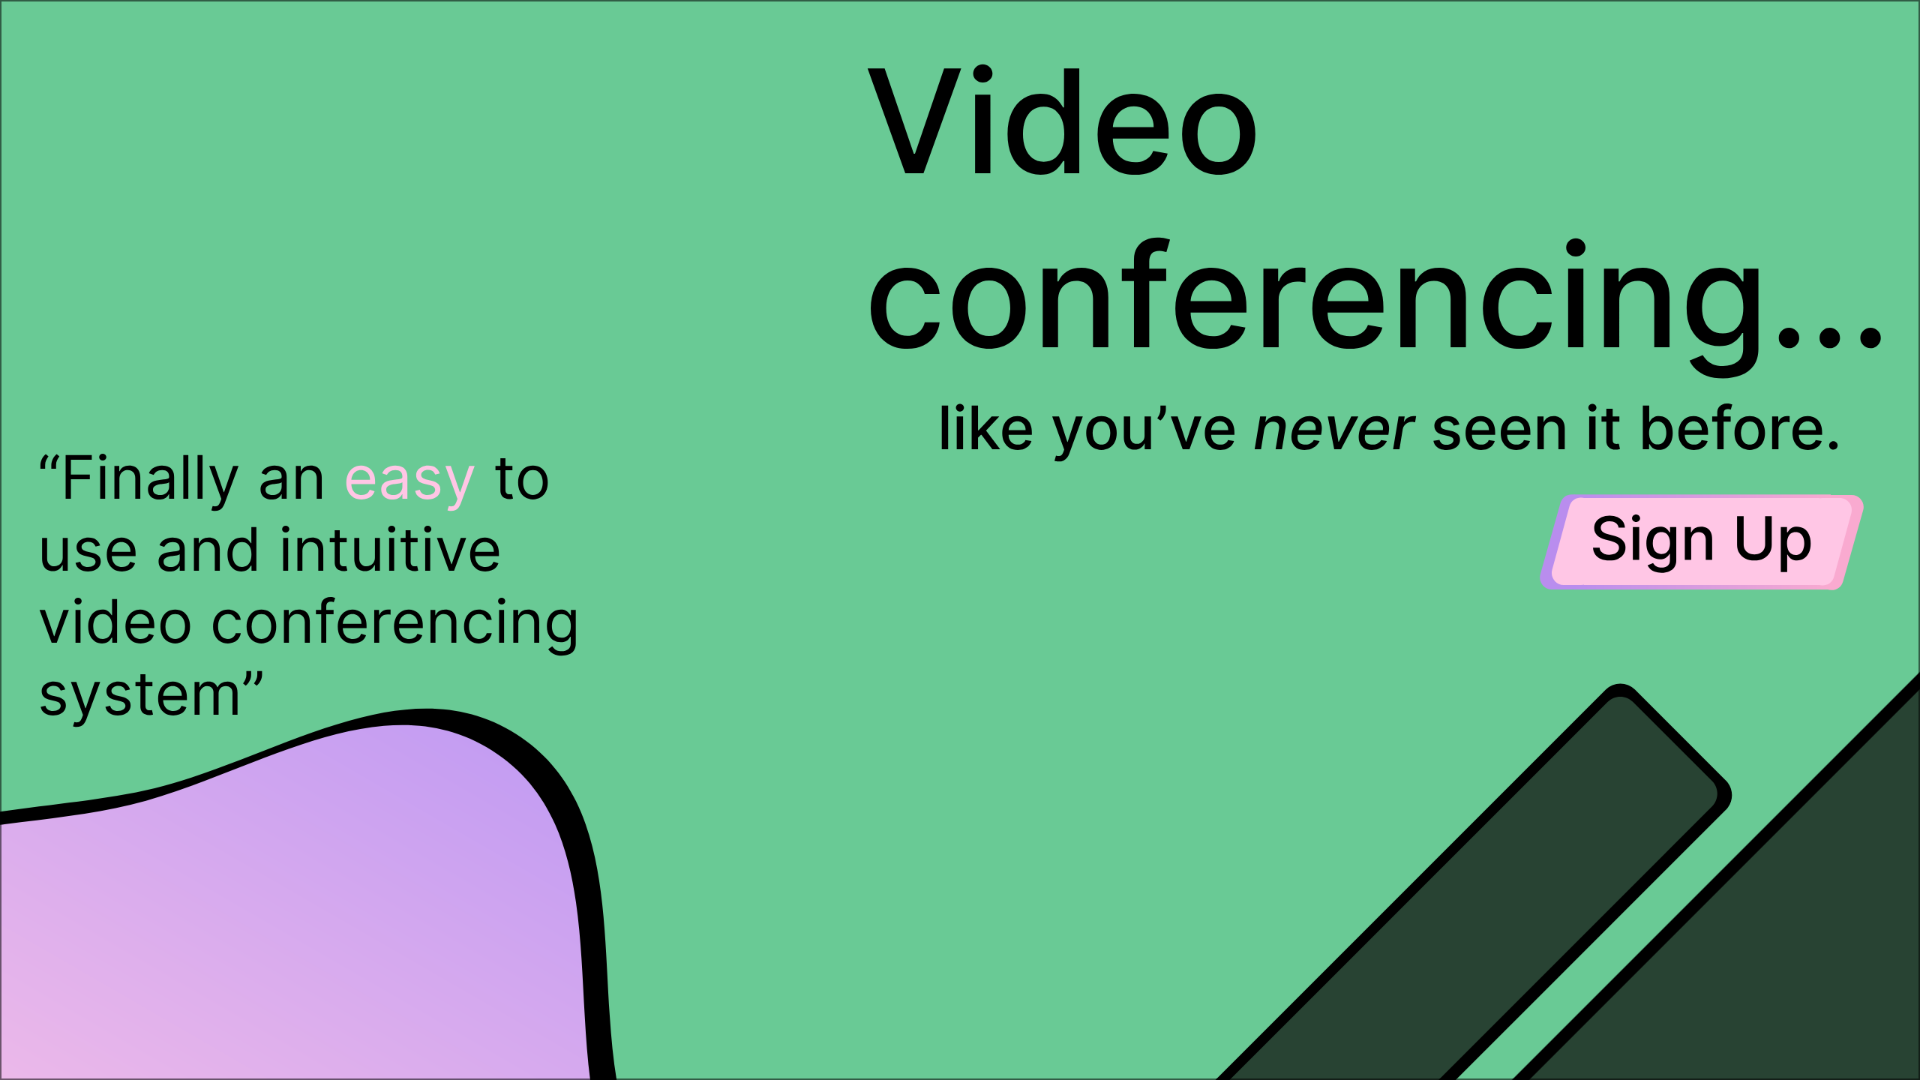 Video
conferencing...
like you’ve never seen it before.
Sign Up
“Finally an easy to
use and intuitive
video conferencing
system”